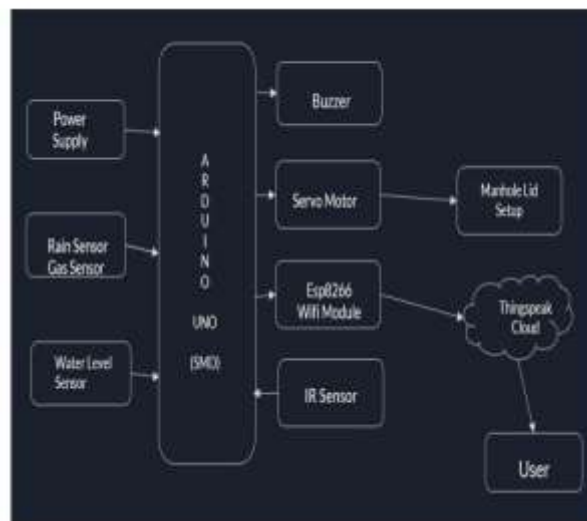 Power
Supply
Rain Sensor
Gas Sensor
Water Level
Sensor
A
R
D
U
I
N
O
UNO
(SMD)
Buzzer
Servo Motor
Esp8266
Wifi Module
IR Sensor
Manhole Lid
Setup
Thingspeak
Cloud
User